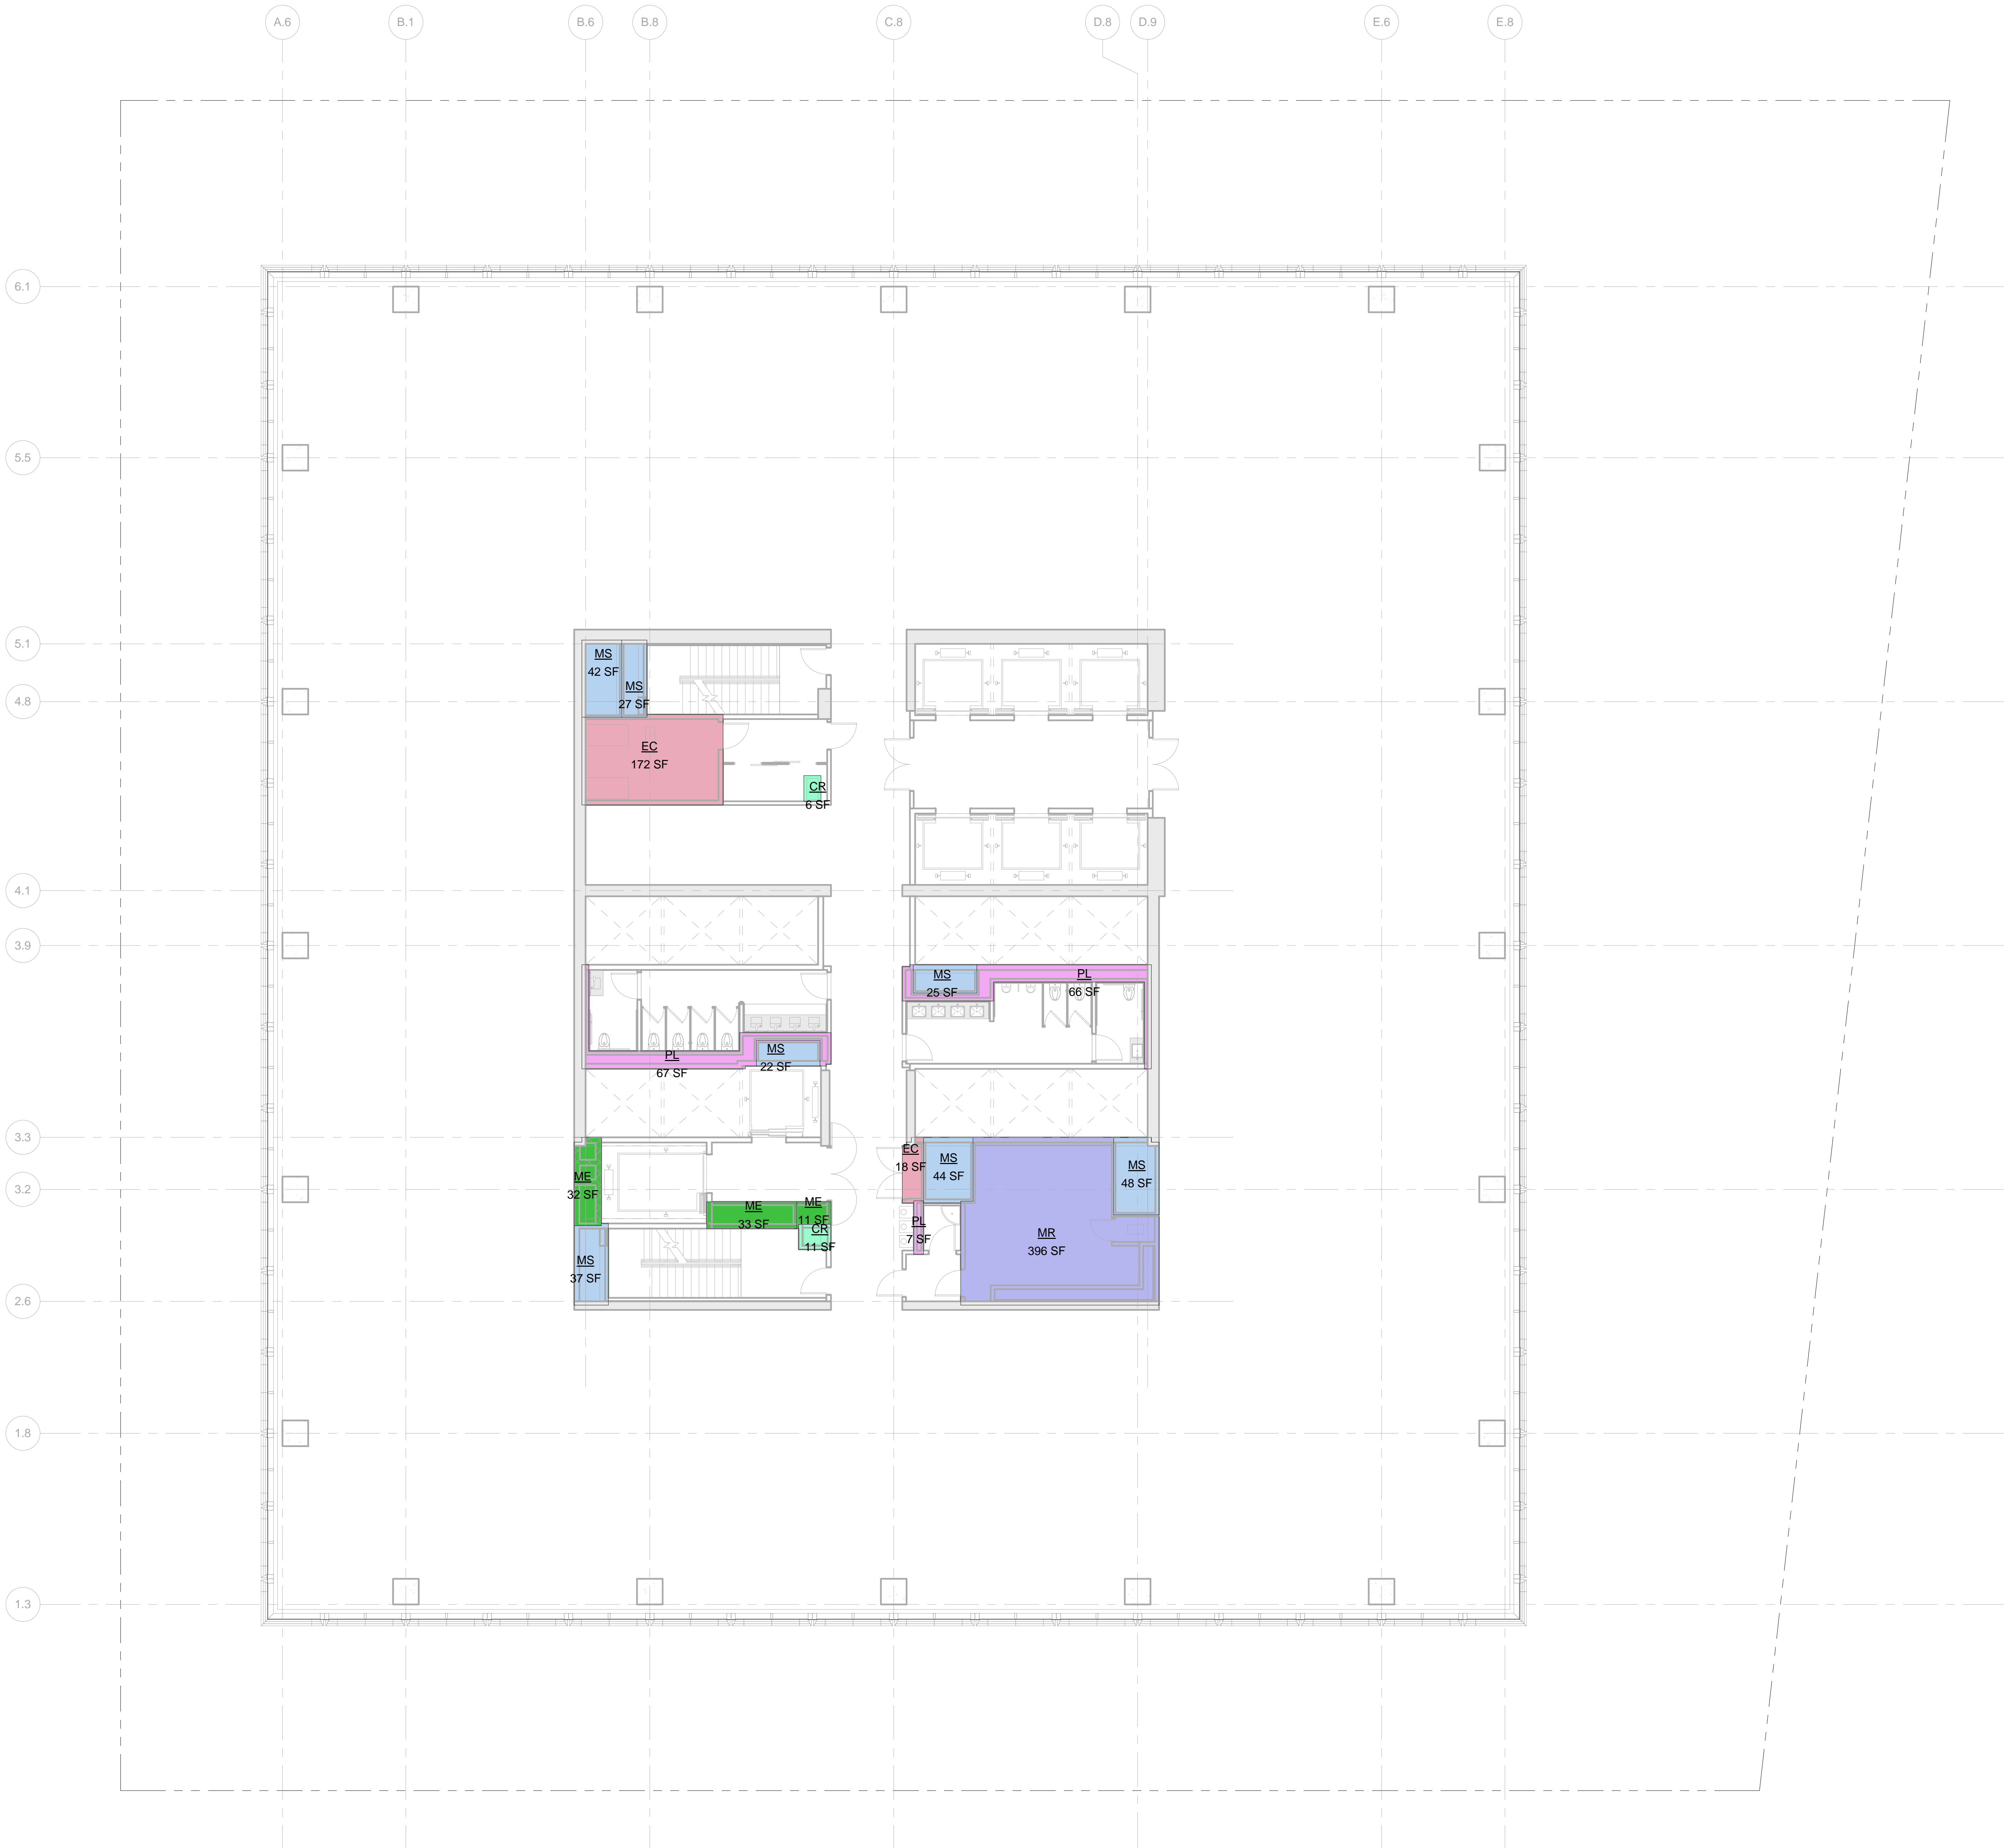 A.6
B.1
B.6
B.8
C.8
D.8
D.9
E.6
E.8
6.1
5.5
5.1
4.8
4.1
3.9
3.3
3.2
2.6
1.8
1.3
MS
42 SF
MS
27 SF
EC
172 SF
CR
6 SF
MS
25 SF
PL
66 SF
MS
22 SF
PL
67 SF
EC
18 SF
MS
44 SF
MS
48 SF
ME
32 SF
ME
33 SF
ME
11 SF
CR
11 SF
PL
7 SF
MR
396 SF
MS
37 SF